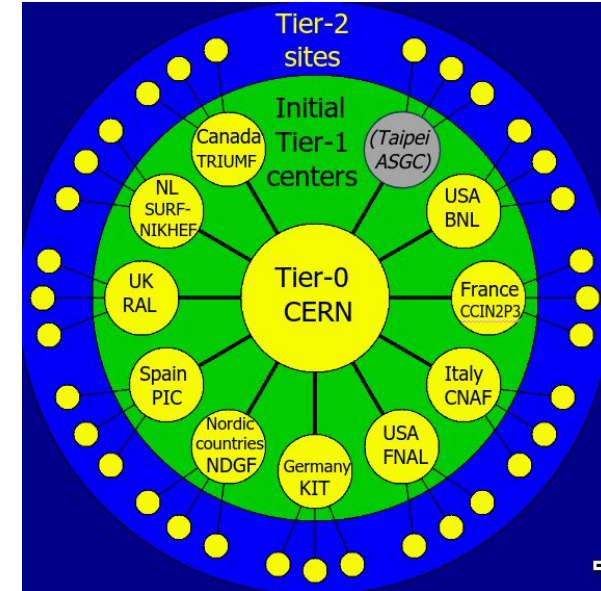 Tier-2
sites
Initial
Tier-1
centers
Canada
TRIUMF
(Taipei
ASGC)
NL
SURF-
NIKHEF
USA
BNL
Tier-0
CERN
UK
RAL
France
CCIN2P3
Spain
PIC
Italy
CNAF
Nordic
countries
NDGF
Germany
KIT
USA
FNAL